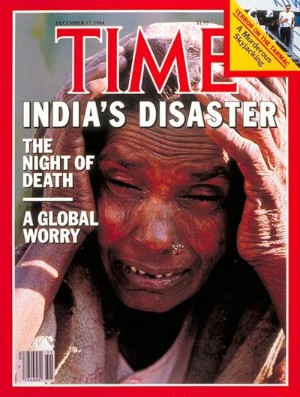 DECEMBER 17, 1984
TERROR ON THE TARMAC
A Murderous
Skyjacking
TIME
INDIA'S DISASTER
THE
NIGHT OF
DEATH
A GLOBAL
WORRY